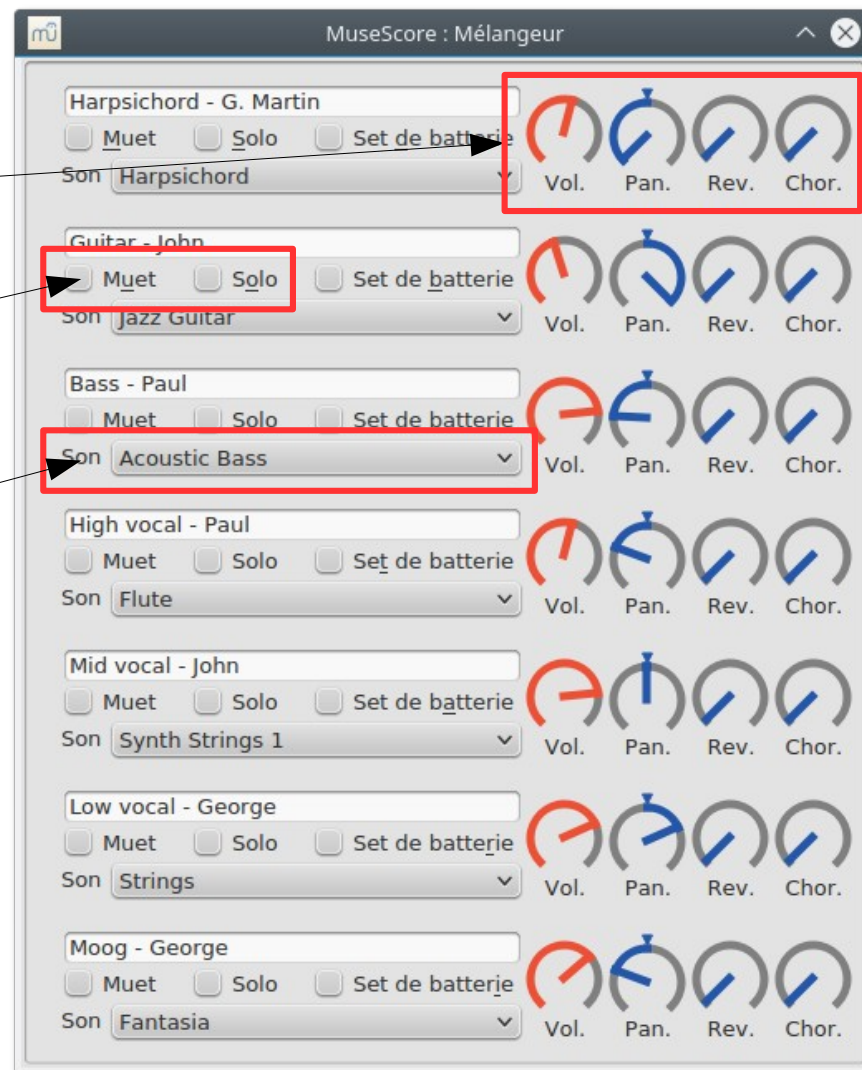 mû
MuseScore : Mélangeur
Harpsichord - G. Martin
Muet Solo Set de batterie
Son Harpsichord
Vol. Pan. Rev. Chor.
Guitar - John
Muet Solo Set de batterie
Son Jazz Guitar
Vol. Pan. Rev. Chor.
Bass - Paul
Muet Solo Set de batterie
Son Acoustic Bass
Vol. Pan. Rev. Chor.
High vocal - Paul
Muet Solo Set de batterie
Son Flute
Vol. Pan. Rev. Chor.
Mid vocal - John
Muet Solo Set de batterie
Son Synth Strings 1
Vol. Pan. Rev. Chor.
Low vocal - George
Muet Solo Set de batterie
Son Strings
Vol. Pan. Rev. Chor.
Moog - George
Muet Solo Set de batterie
Son Fantasia
Vol. Pan. Rev. Chor.